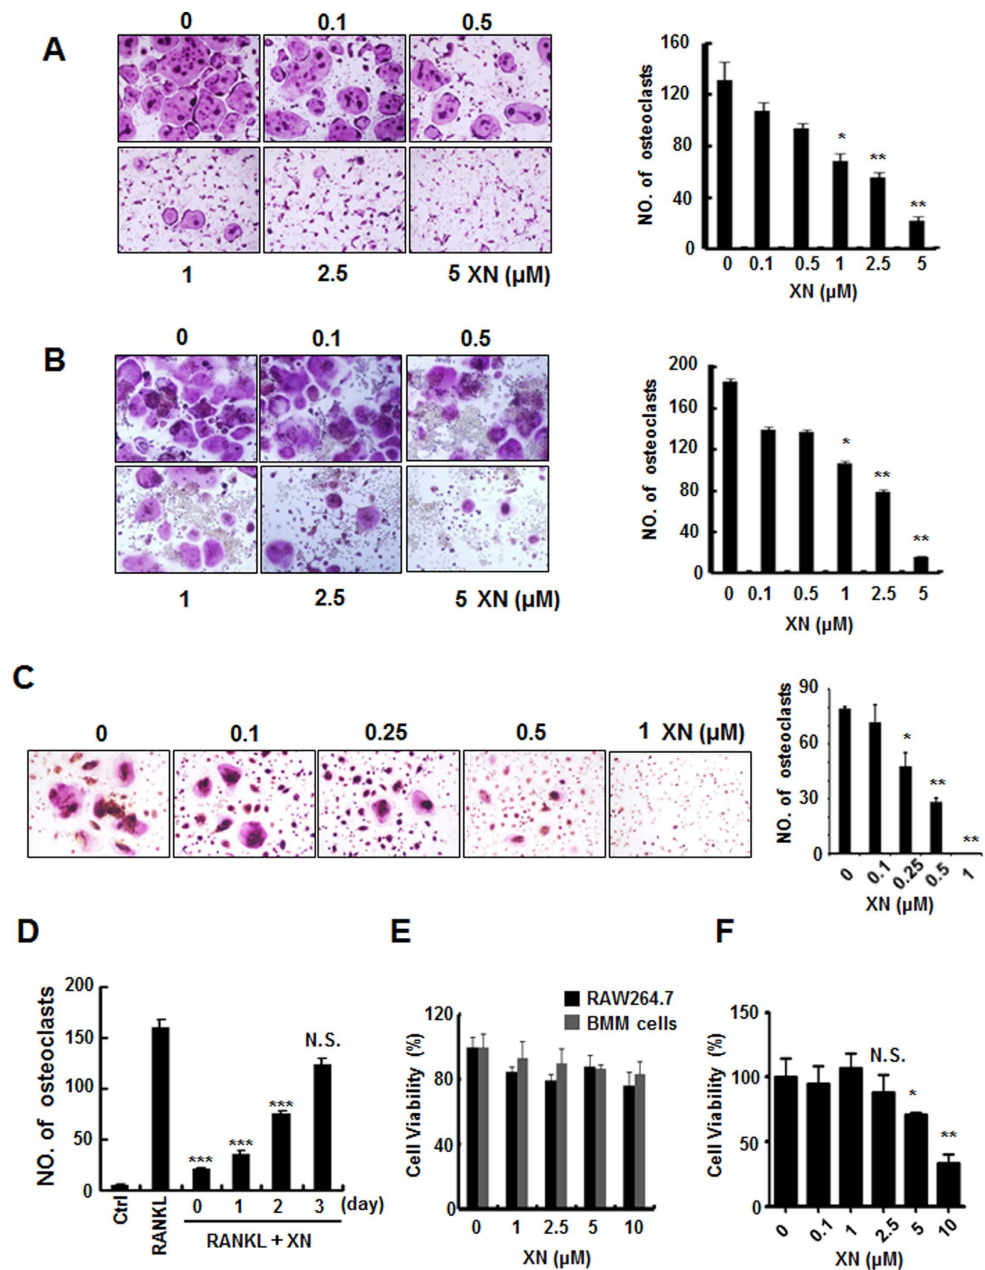 A
0 0.1 0.5
1 2.5 5 XN (µM)
NO. of osteoclasts
160
120
80
40
0
* ** **
0 0.1 0.5 1 2.5 5
XN (µM)
B
0 0.1 0.5
1 2.5 5 XN (µM)
NO. of osteoclasts
200
160
120
80
40
0
* ** **
0 0.1 0.5 1 2.5 5
XN (µM)
C
0 0.1 0.25 0.5 1 XN (µM)
NO. of osteoclasts
90
60
30
0
* ** **
0 0.1 0.25 0.5 1
XN (µM)
D
NO. of osteoclasts
200
150
100
50
0
*** *** *** N.S.
Ctrl RANKL 0 1 2 3 (day)
RANKL + XN
E
RAW264.7
BMM cells
Cell Viability (%)
120
80
40
0
0 1 2.5 5 10
XN (µM)
F
Cell Viability (%)
150
100
50
0
N.S. * **
0 0.1 1 2.5 5 10
XN (µM)